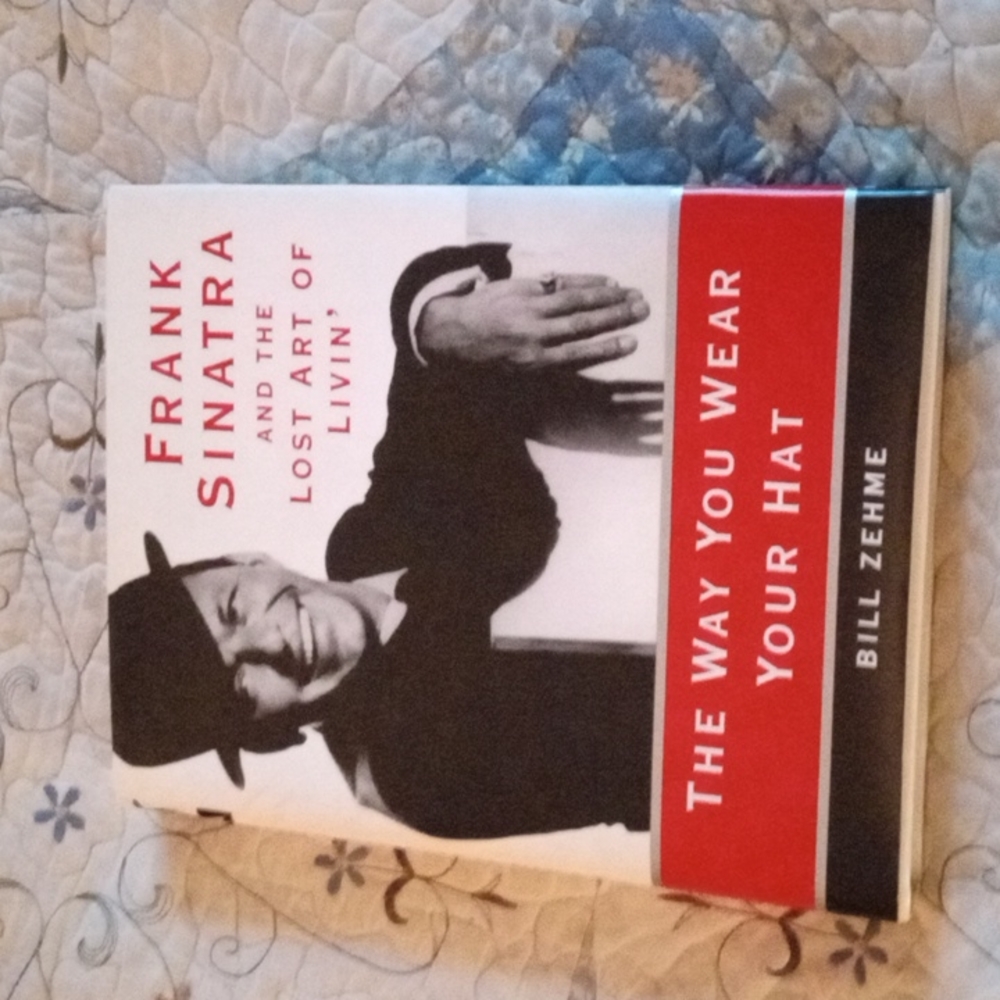 FRANK
SINATRA
AND THE
LOST ART OF
LIVIN'
THE WAY YOU WEAR
YOUR HAT
BILL ZEHME